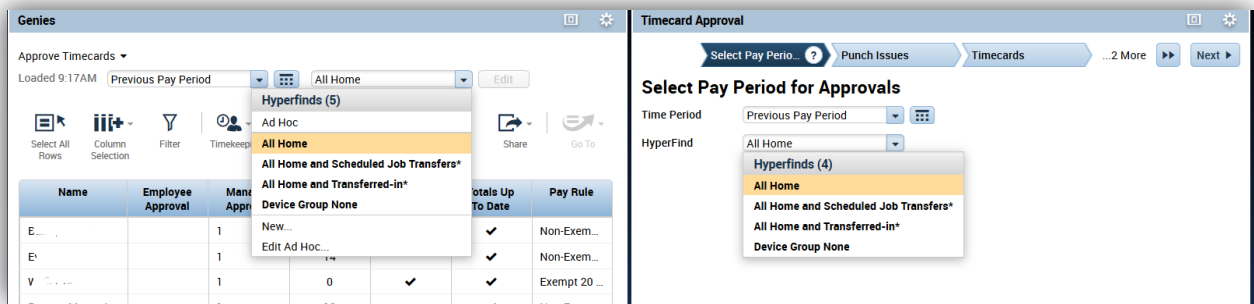 Genies
Approve Timecards
Loaded 9:17AM Previous Pay Period All Home Edit
Hyperfinds (5)
Ad Hoc
All Home
All Home and Scheduled Job Transfers*
All Home and Transferred-in*
Device Group None
New...
Edit Ad Hoc...
Select All Rows
Column Selection
Filter
Share
Go To
Name
Employee Approval
To Date
Pay Rule
1 Non-Exem...
1 14 Non-Exem...
1 0 Exempt 20 ...
Timecard Approval
Select Pay Perio... ? Punch Issues Timecards ...2 More Next
Select Pay Period for Approvals
Time Period Previous Pay Period
HyperFind All Home
Hyperfinds (4)
All Home
All Home and Scheduled Job Transfers*
All Home and Transferred-in*
Device Group None